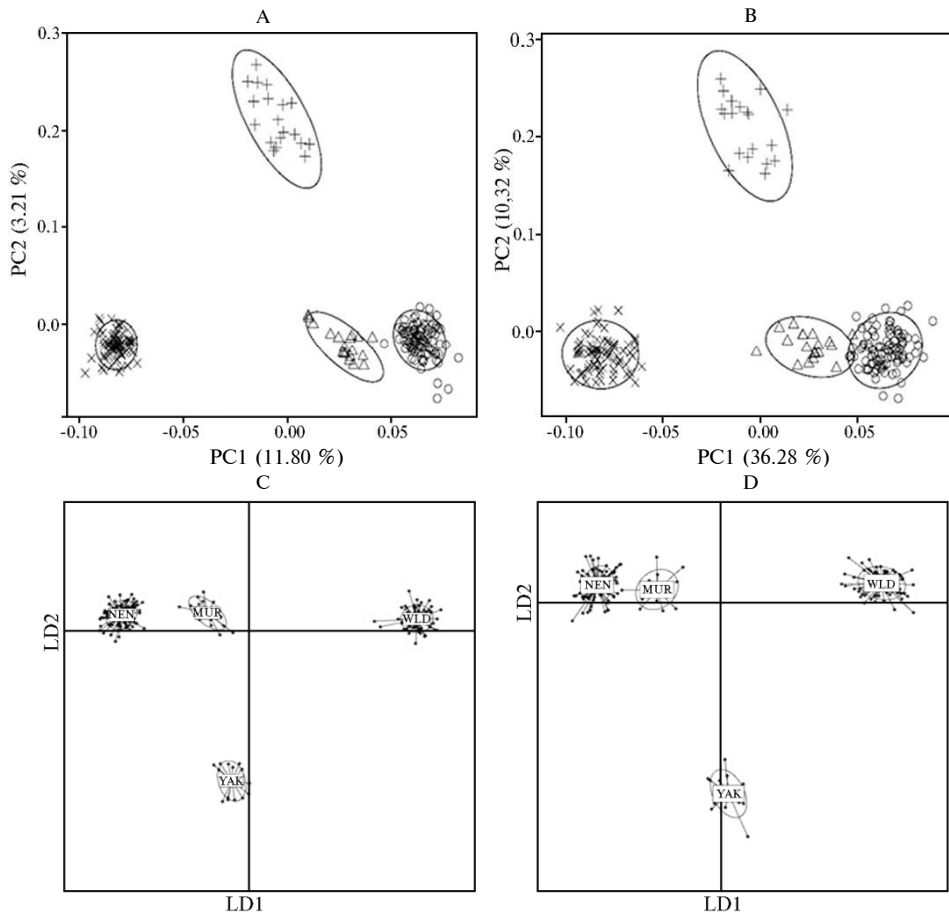 A
0.3
0.2
0.1
0.0
-0.10 -0.05 0.00 0.05
PC2 (3.21 %)
PC1 (11.80 %)
B
0.3
0.2
0.1
0.0
-0.10 -0.05 0.00 0.05
PC2 (10,32 %)
PC1 (36.28 %)
C
NEN MUR WLD
YAK
LD2
LD1
D
NEN MUR WLD
YAK
LD2
LD1